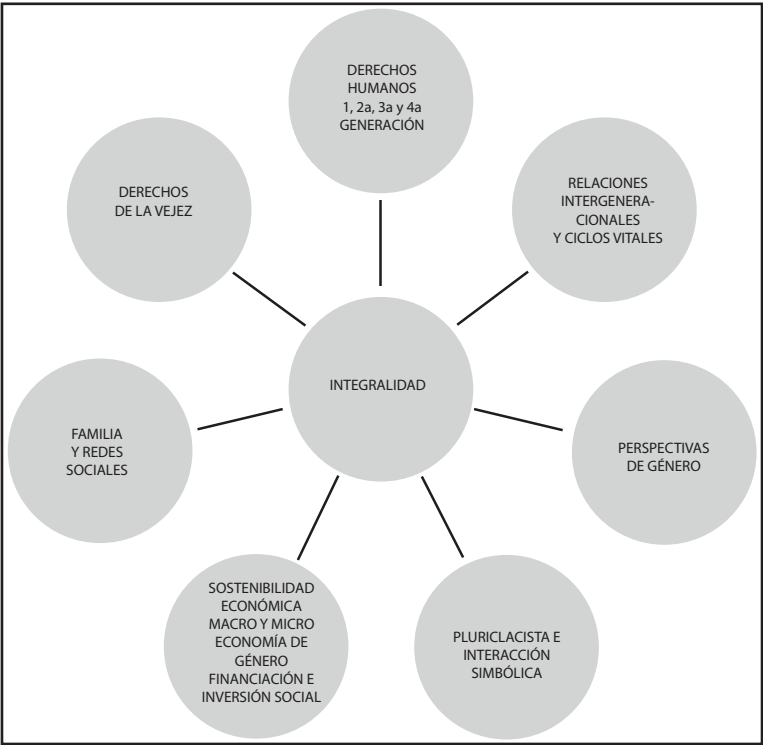 DERECHOS
HUMANOS
1, 2a, 3a y 4a
GENERACIÓN
DERECHOS
DE LA VEJEZ
RELACIONES
INTERGENERA-
CIONALES
Y CICLOS VITALES
INTEGRALIDAD
FAMILIA
Y REDES
SOCIALES
PERSPECTIVAS
DE GÉNERO
SOSTENIBILIDAD
ECONÓMICA
MACRO Y MICRO
ECONOMÍA DE
GÉNERO
FINANCIACIÓN E
INVERSIÓN SOCIAL
PLURICLACISTA E
INTERACCIÓN
SIMBÓLICA